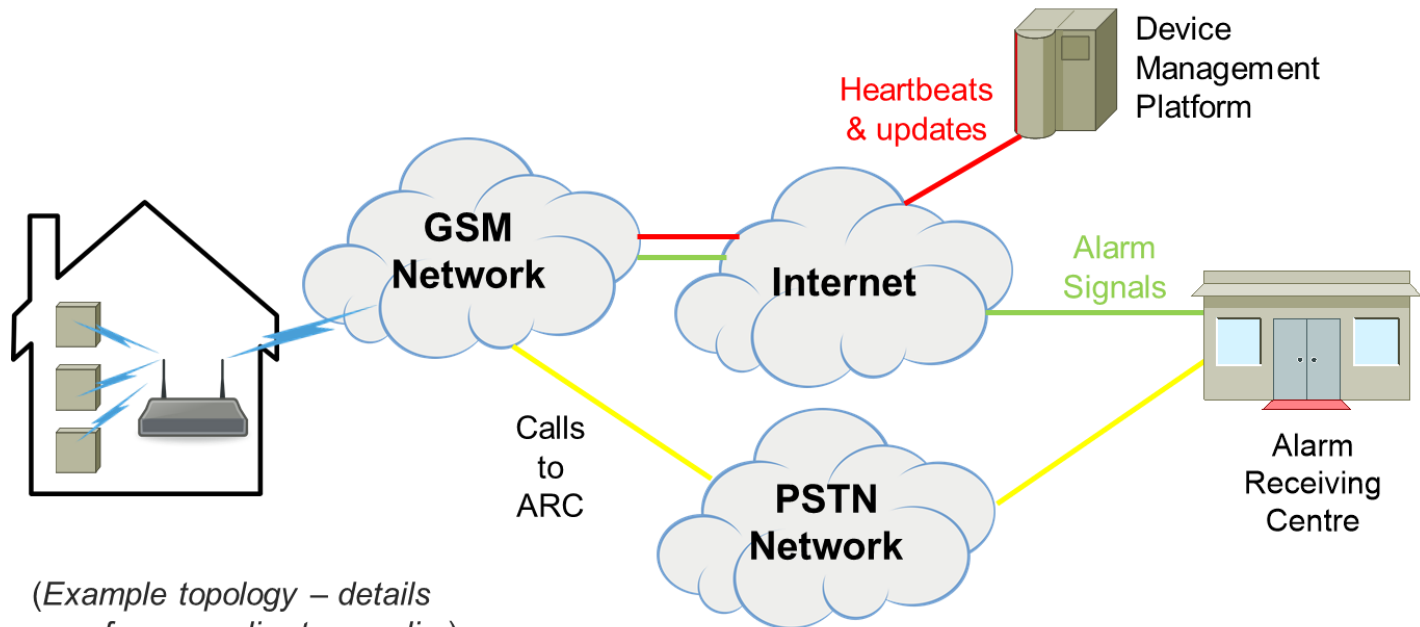 Device
Management
Platform
Heartbeats
& updates
GSM
Network
Internet
Alarm
Signals
Calls
to
ARC
PSTN
Network
Alarm
Receiving
Centre
(Example topology – details